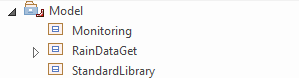 Model
Monitoring
RainDataGet
StandardLibrary